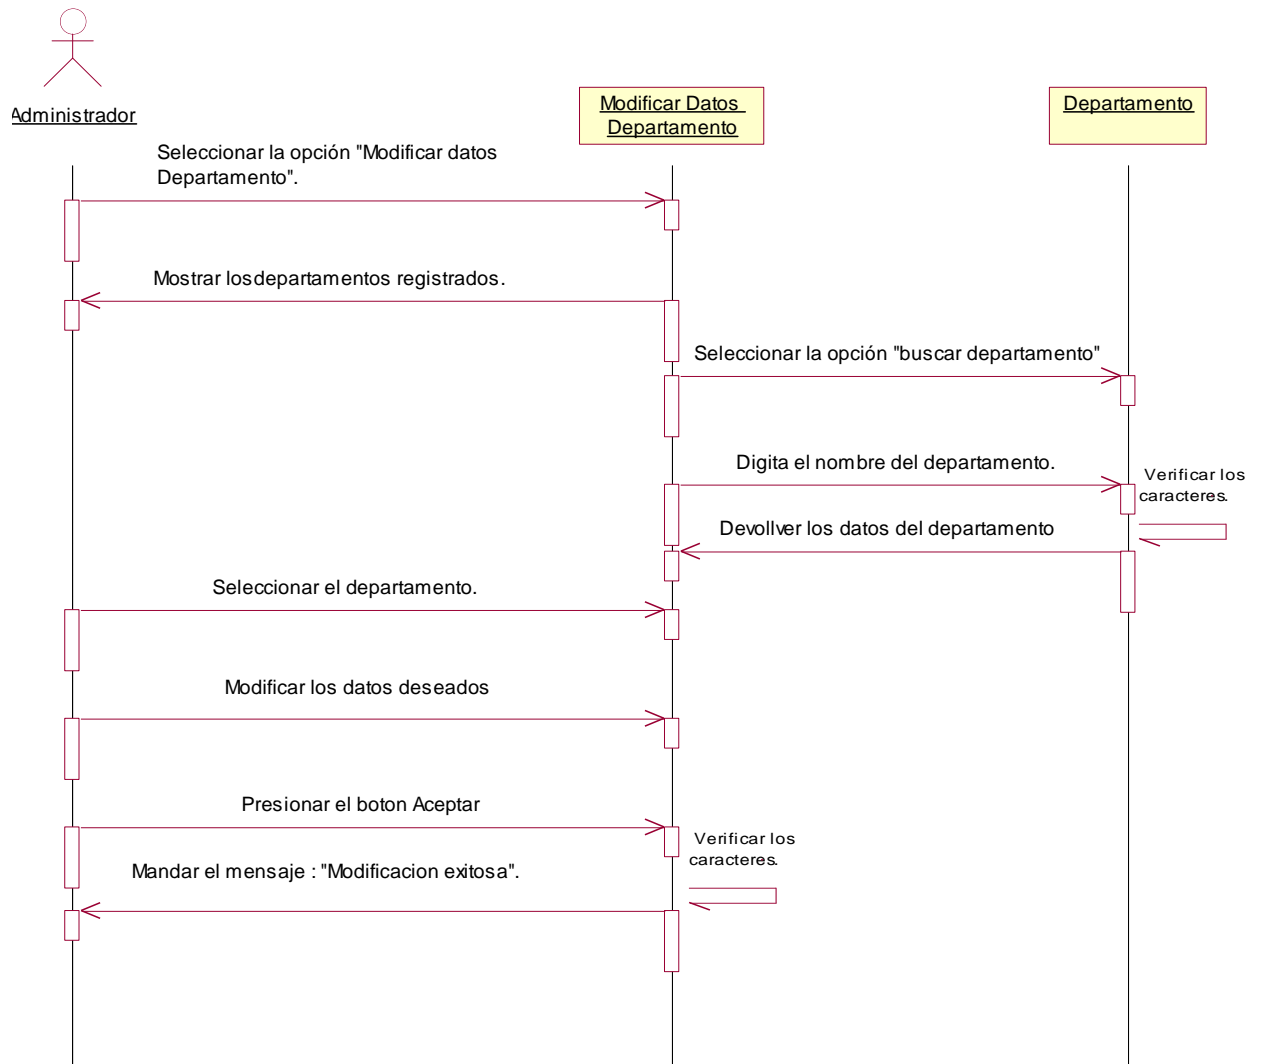 Administrador
Modificar Datos
Departamento
Departamento
Seleccionar la opción "Modificar datos
Departamento".
Mostrar losdepartamentos registrados.
Seleccionar la opción "buscar departamento"
Digita el nombre del departamento.
Verificar los
caracteres.
Devollver los datos del departamento
Seleccionar el departamento.
Modificar los datos deseados
Presionar el boton Aceptar
Verificar los
caracteres.
Mandar el mensaje : "Modificacion exitosa".